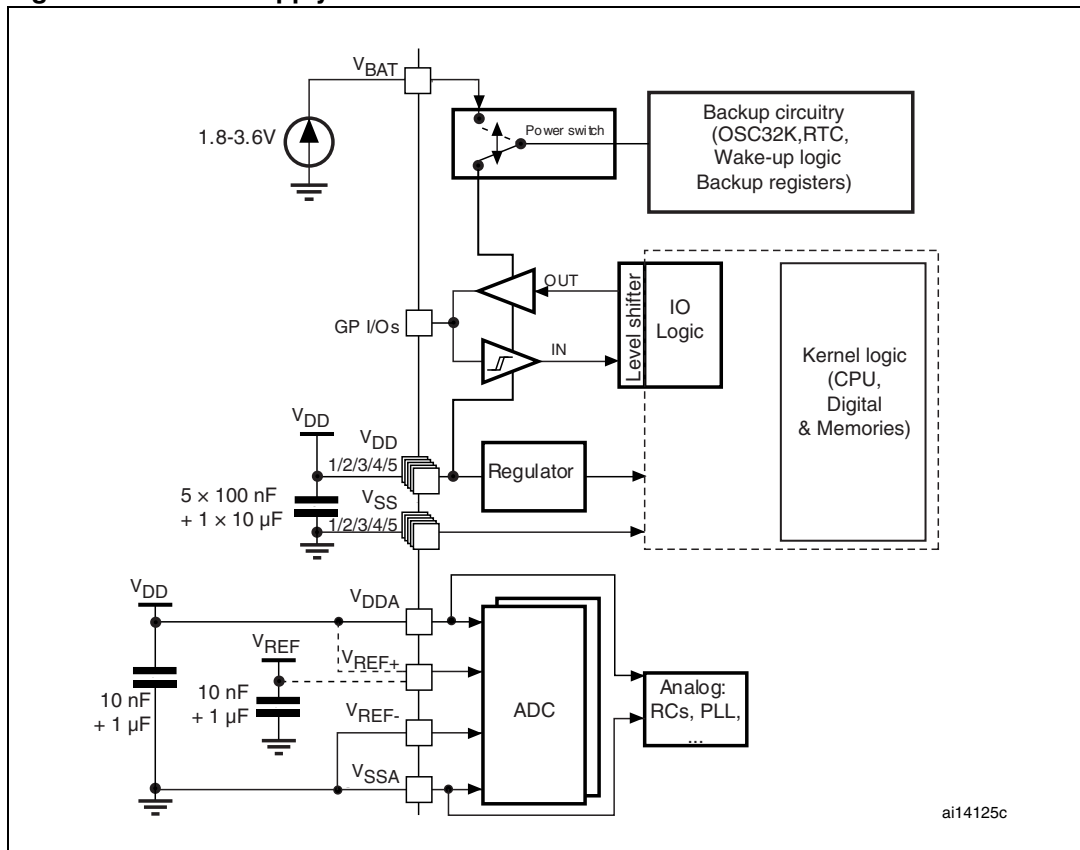 V_BAT
1.8-3.6V
Power switch
Backup circuitry
(OSC32K,RTC,
Wake-up logic
Backup registers)
OUT
GP I/Os
IN
Level shifter
IO
Logic
Kernel logic
(CPU,
Digital
& Memories)
VDD
VDD
1/2/3/4/5
Regulator
5 × 100 nF
+ 1 × 10 µF
VSS
1/2/3/4/5
VDD
VDDA
VREF
VREF+
10 nF
+ 1 µF
10 nF
+ 1 µF
VREF-
ADC
Analog:
RCs, PLL,
...
VSSA
ai14125c